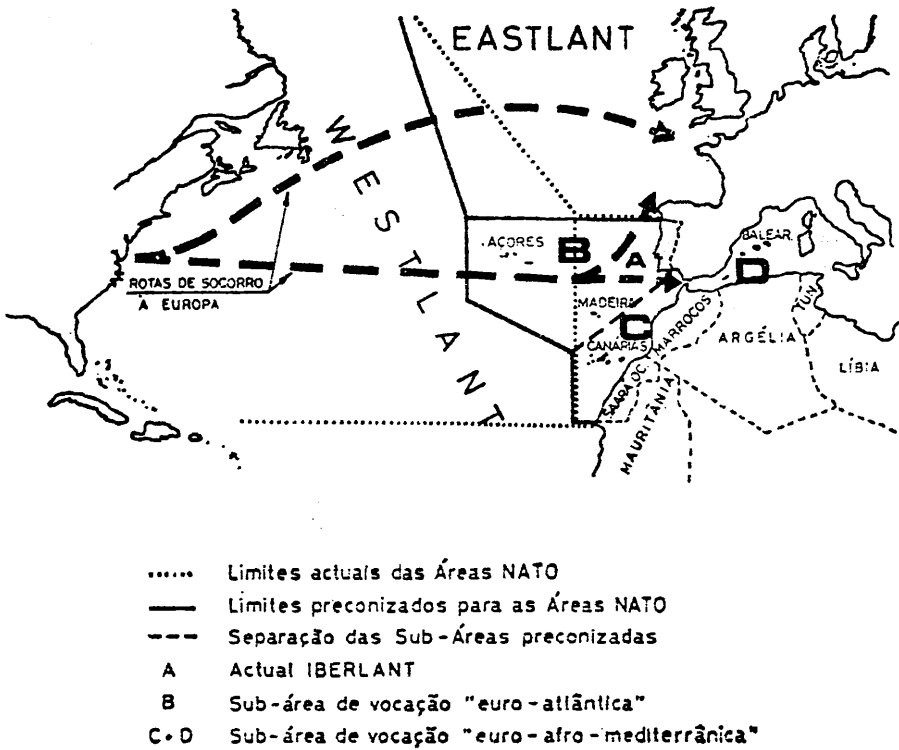 EASTLANT
WESTLANT
AÇORES
B
A
BALEAR.
D
ROTAS DE SOCORRO
À EUROPA
MADEIRA
C
CANÁRIAS
MARROCOS
ARGÉLIA
TUN.
LÍBIA
SAARA OC.
MAURITÂNIA
A
...... Limites actuais das Áreas NATO
—— Limites preconizados para as Áreas NATO
--- Separação das Sub-Áreas preconizadas
A Actual IBERLANT
B Sub-área de vocação "euro-atlântica"
C•D Sub-área de vocação "euro-afro-mediterrânica"